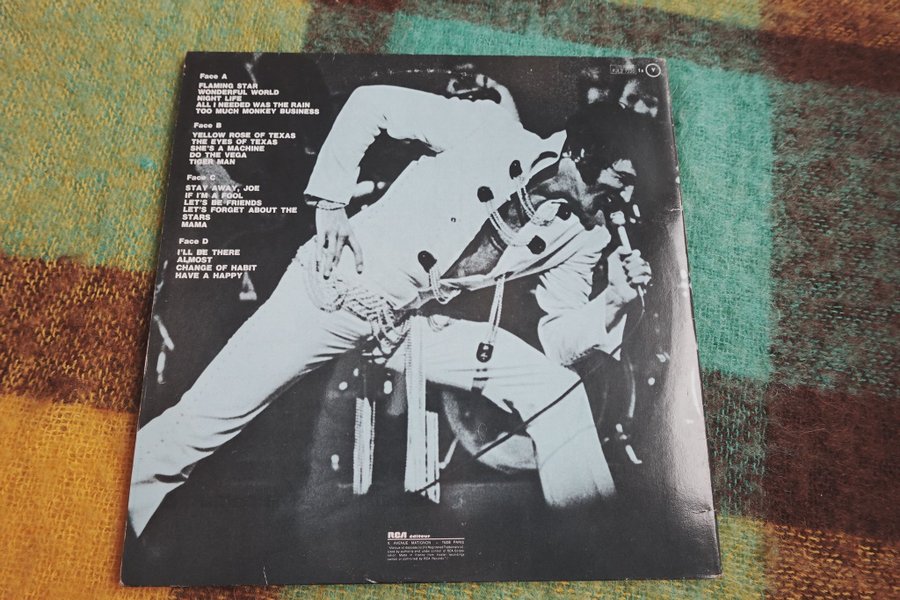 Face A
FLAMING STAR
WONDERFUL WORLD
NIGHT LIFE
ALL I NEEDED WAS THE RAIN
TOO MUCH MONKEY BUSINESS
Face B
YELLOW ROSE OF TEXAS
THE EYES OF TEXAS
SHE'S A MACHINE
DO THE VEGA
TIGER MAN
Face C
STAY AWAY, JOE
IF I'M A FOOL
LET'S BE FRIENDS
LET'S FORGET ABOUT THE
STARS
MAMA
Face D
I'LL BE THERE
ALMOST
CHANGE OF HABIT
HAVE A HAPPY
Y
RCA editeur
AVENUE MATIGNON - PARIS